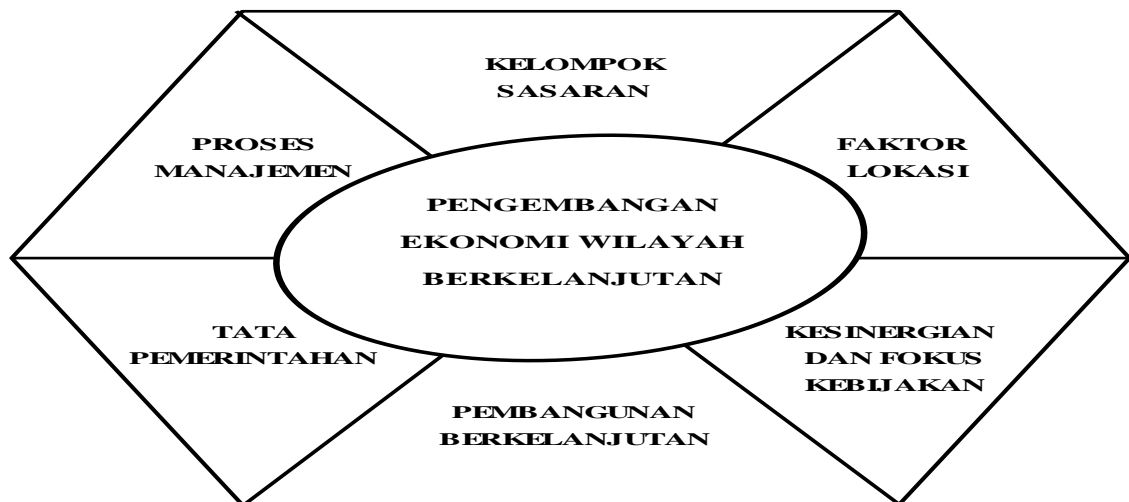 KELOMPOK
SASARAN
PROSES
MANAJEMEN
FAKTOR
LOKASI
PENGEMBANGAN
EKONOMI WILAYAH
BERKELANJUTAN
TATA
PEMERINTAHAN
KESINERGIAN
DAN FOKUS
KEBIJAKAN
PEMBANGUNAN
BERKELANJUTAN